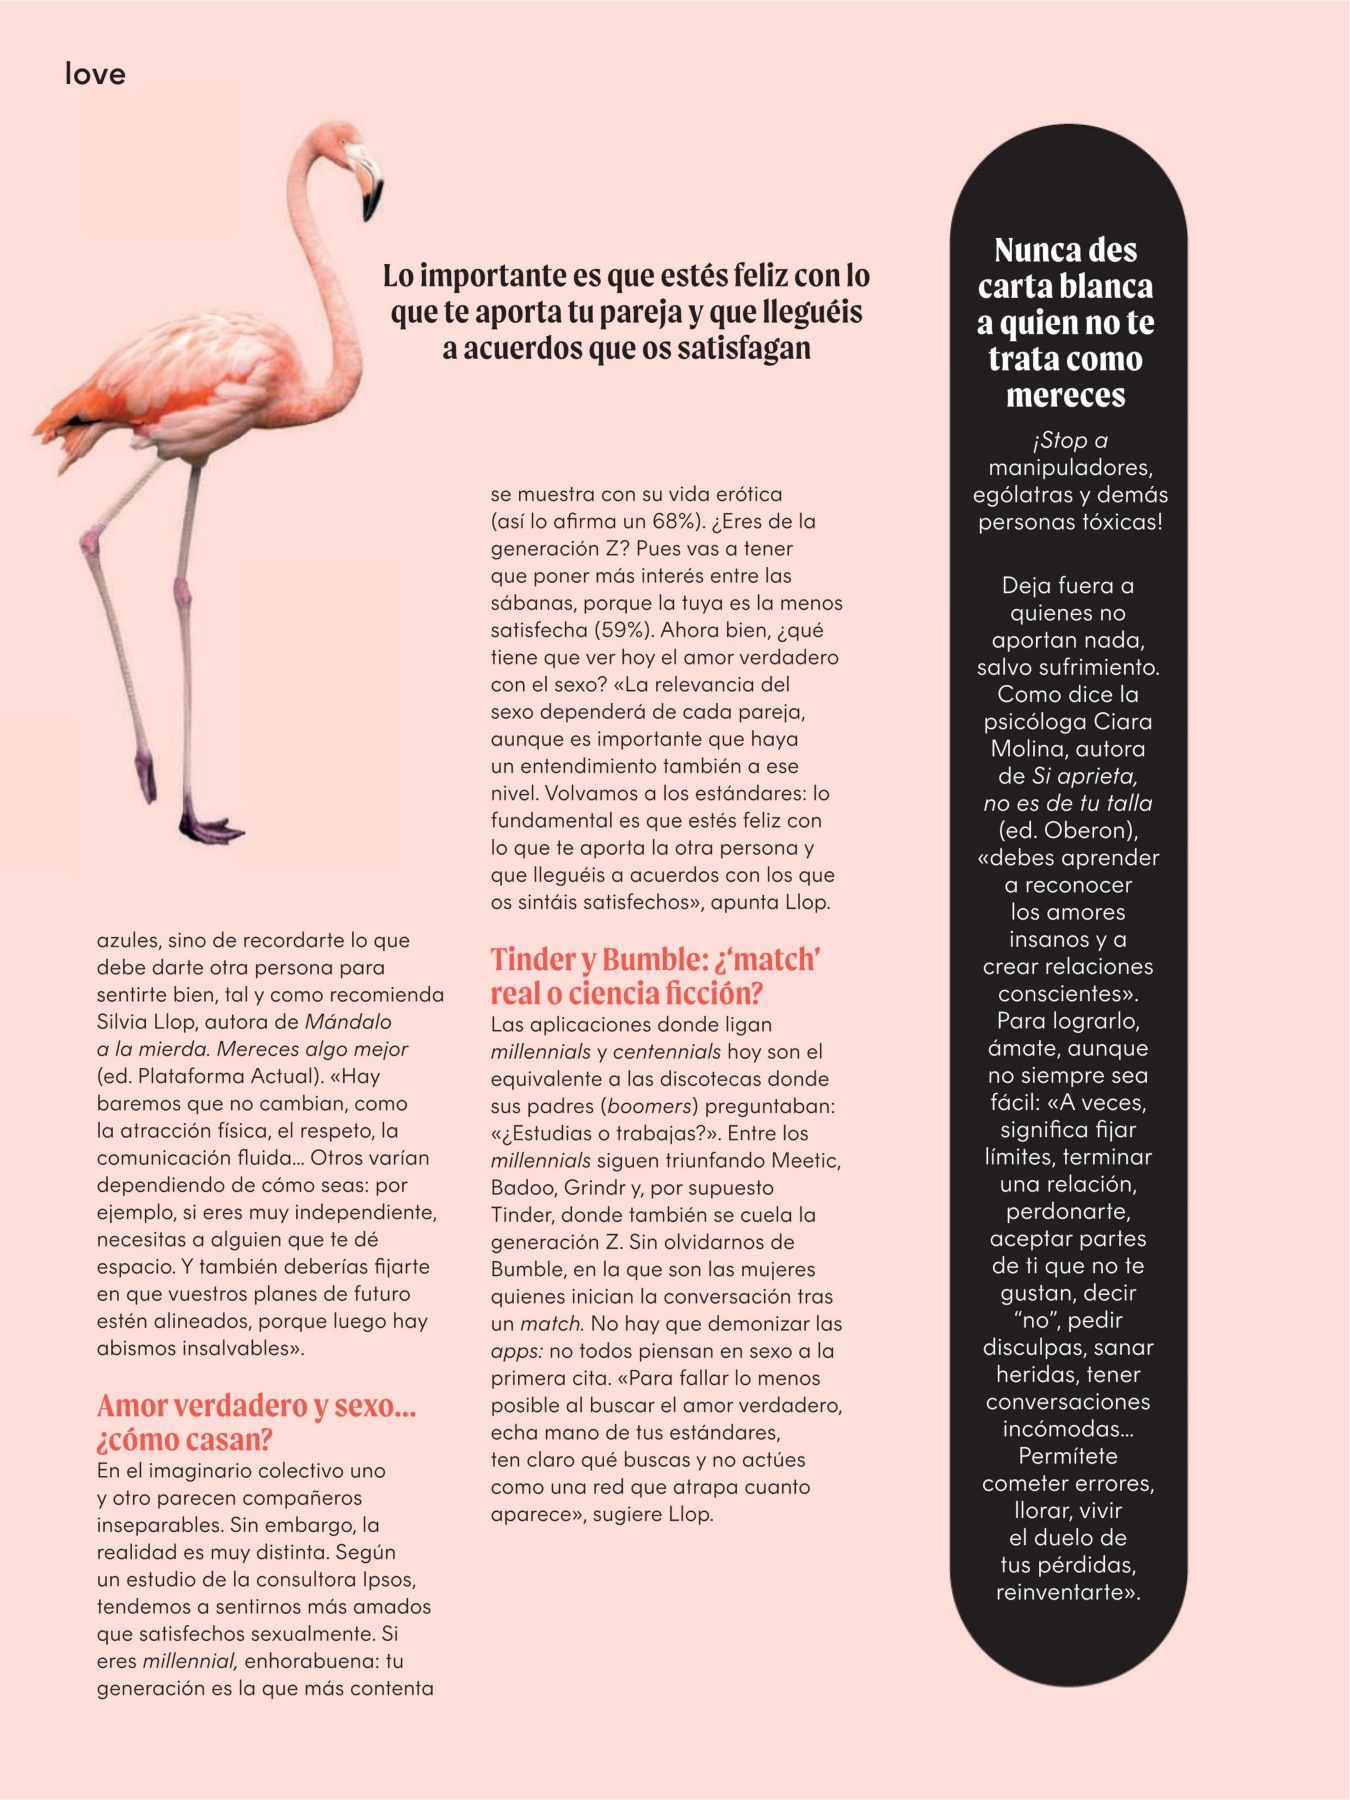 love
Lo importante es que estés feliz con lo
que te aporta tu pareja y que lleguéis
a acuerdos que os satisfagan
azules, sino de recordarte lo que
debe darte otra persona para
sentirte bien, tal y como recomienda
Silvia Llop, autora de Mándalo
a la mierda. Mereces algo mejor
(ed. Plataforma Actual). «Hay
baremos que no cambian, como
la atracción física, el respeto, la
comunicación fluida... Otros varían
dependiendo de cómo seas: por
ejemplo, si eres muy independiente,
necesitas a alguien que te dé
espacio. Y también deberías fijarte
en que vuestros planes de futuro
estén alineados, porque luego hay
abismos insalvables».
Amor verdadero y sexo...
¿cómo casan?
En el imaginario colectivo uno
y otro parecen compañeros
inseparables. Sin embargo, la
realidad es muy distinta. Según
un estudio de la consultora Ipsos,
tendemos a sentirnos más amados
que satisfechos sexualmente. Si
eres millennial, enhorabuena: tu
generación es la que más contenta
se muestra con su vida erótica
(así lo afirma un 68%). ¿Eres de la
generación Z? Pues vas a tener
que poner más interés entre las
sábanas, porque la tuya es la menos
satisfecha (59%). Ahora bien, ¿qué
tiene que ver hoy el amor verdadero
con el sexo? «La relevancia del
sexo dependerá de cada pareja,
aunque es importante que haya
un entendimiento también a ese
nivel. Volvamos a los estándares: lo
fundamental es que estés feliz con
lo que te aporta la otra persona y
que lleguéis a acuerdos con los que
os sintáis satisfechos», apunta Llop.
Tinder y Bumble: ¿‘match’
real o ciencia ficción?
Las aplicaciones donde ligan
millennials y centennials hoy son el
equivalente a las discotecas donde
sus padres (boomers) preguntaban:
«¿Estudias o trabajas?». Entre los
millennials siguen triunfando Meetic,
Badoo, Grindr y, por supuesto
Tinder, donde también se cuela la
generación Z. Sin olvidarnos de
Bumble, en la que son las mujeres
quienes inician la conversación tras
un match. No hay que demonizar las
apps: no todos piensan en sexo a la
primera cita. «Para fallar lo menos
posible al buscar el amor verdadero,
echa mano de tus estándares,
ten claro qué buscas y no actúes
como una red que atrapa cuanto
aparece», sugiere Llop.
Nunca des
carta blanca
a quien no te
trata como
mereces
¡Stop a
manipuladores,
ególatras y demás
personas tóxicas!
Deja fuera a
quienes no
aportan nada,
salvo sufrimiento.
Como dice la
psicóloga Ciara
Molina, autora
de Si aprieta,
no es de tu talla
(ed. Oberon),
«debes aprender
a reconocer
los amores
insanos y a
crear relaciones
conscientes».
Para lograrlo,
ámate, aunque
no siempre sea
fácil: «A veces,
significa fijar
límites, terminar
una relación,
perdonarte,
aceptar partes
de ti que no te
gustan, decir
“no”, pedir
disculpas, sanar
heridas, tener
conversaciones
incómodas...
Permítete
cometer errores,
llorar, vivir
el duelo de
tus pérdidas,
reinventarte».